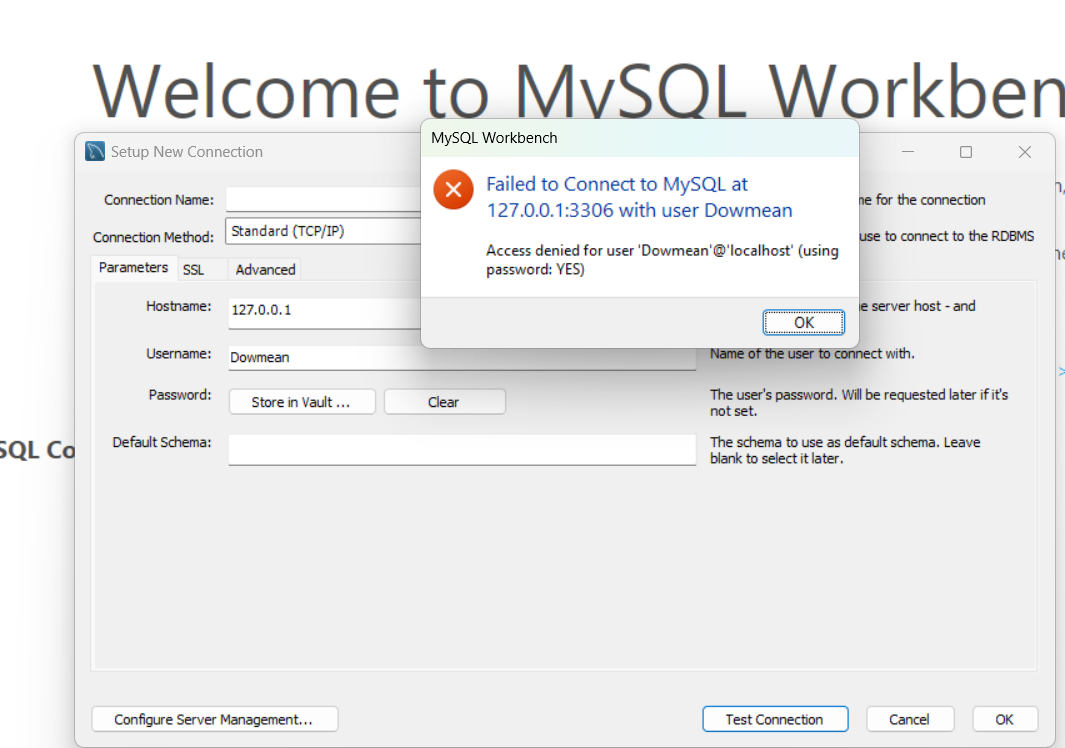 Welcome to MySQL Workben
MySQL Workbench
Setup New Connection
Failed to Connect to MySQL at
127.0.0.1:3306 with user Dowmean
Access denied for user 'Dowmean'@'localhost' (using
password: YES)
OK
Connection Name:
me for the connection
Connection Method:
Standard (TCP/IP)
use to connect to the RDBMS
Parameters
SSL
Advanced
Hostname:
127.0.0.1
e server host - and
Username:
Dowmean
Name of the user to connect with.
Password:
Store in Vault ...
Clear
The user's password. Will be requested later if it's
not set.
SQL Co
Default Schema:
The schema to use as default schema. Leave
blank to select it later.
Configure Server Management...
Test Connection
Cancel
OK